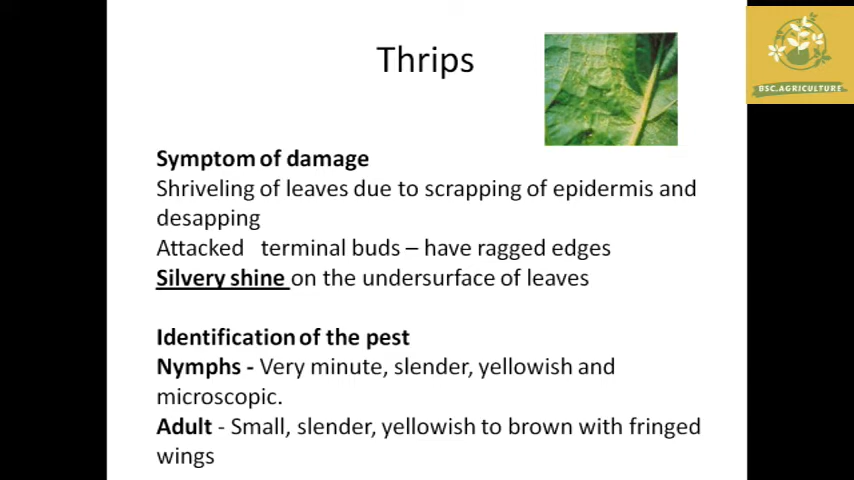 Thrips
BSC.AGRICULTURE
Symptom of damage
Shriveling of leaves due to scrapping of epidermis and
desapping
Attacked terminal buds – have ragged edges
Silvery shine on the undersurface of leaves
Identification of the pest
Nymphs - Very minute, slender, yellowish and
microscopic.
Adult - Small, slender, yellowish to brown with fringed
wings